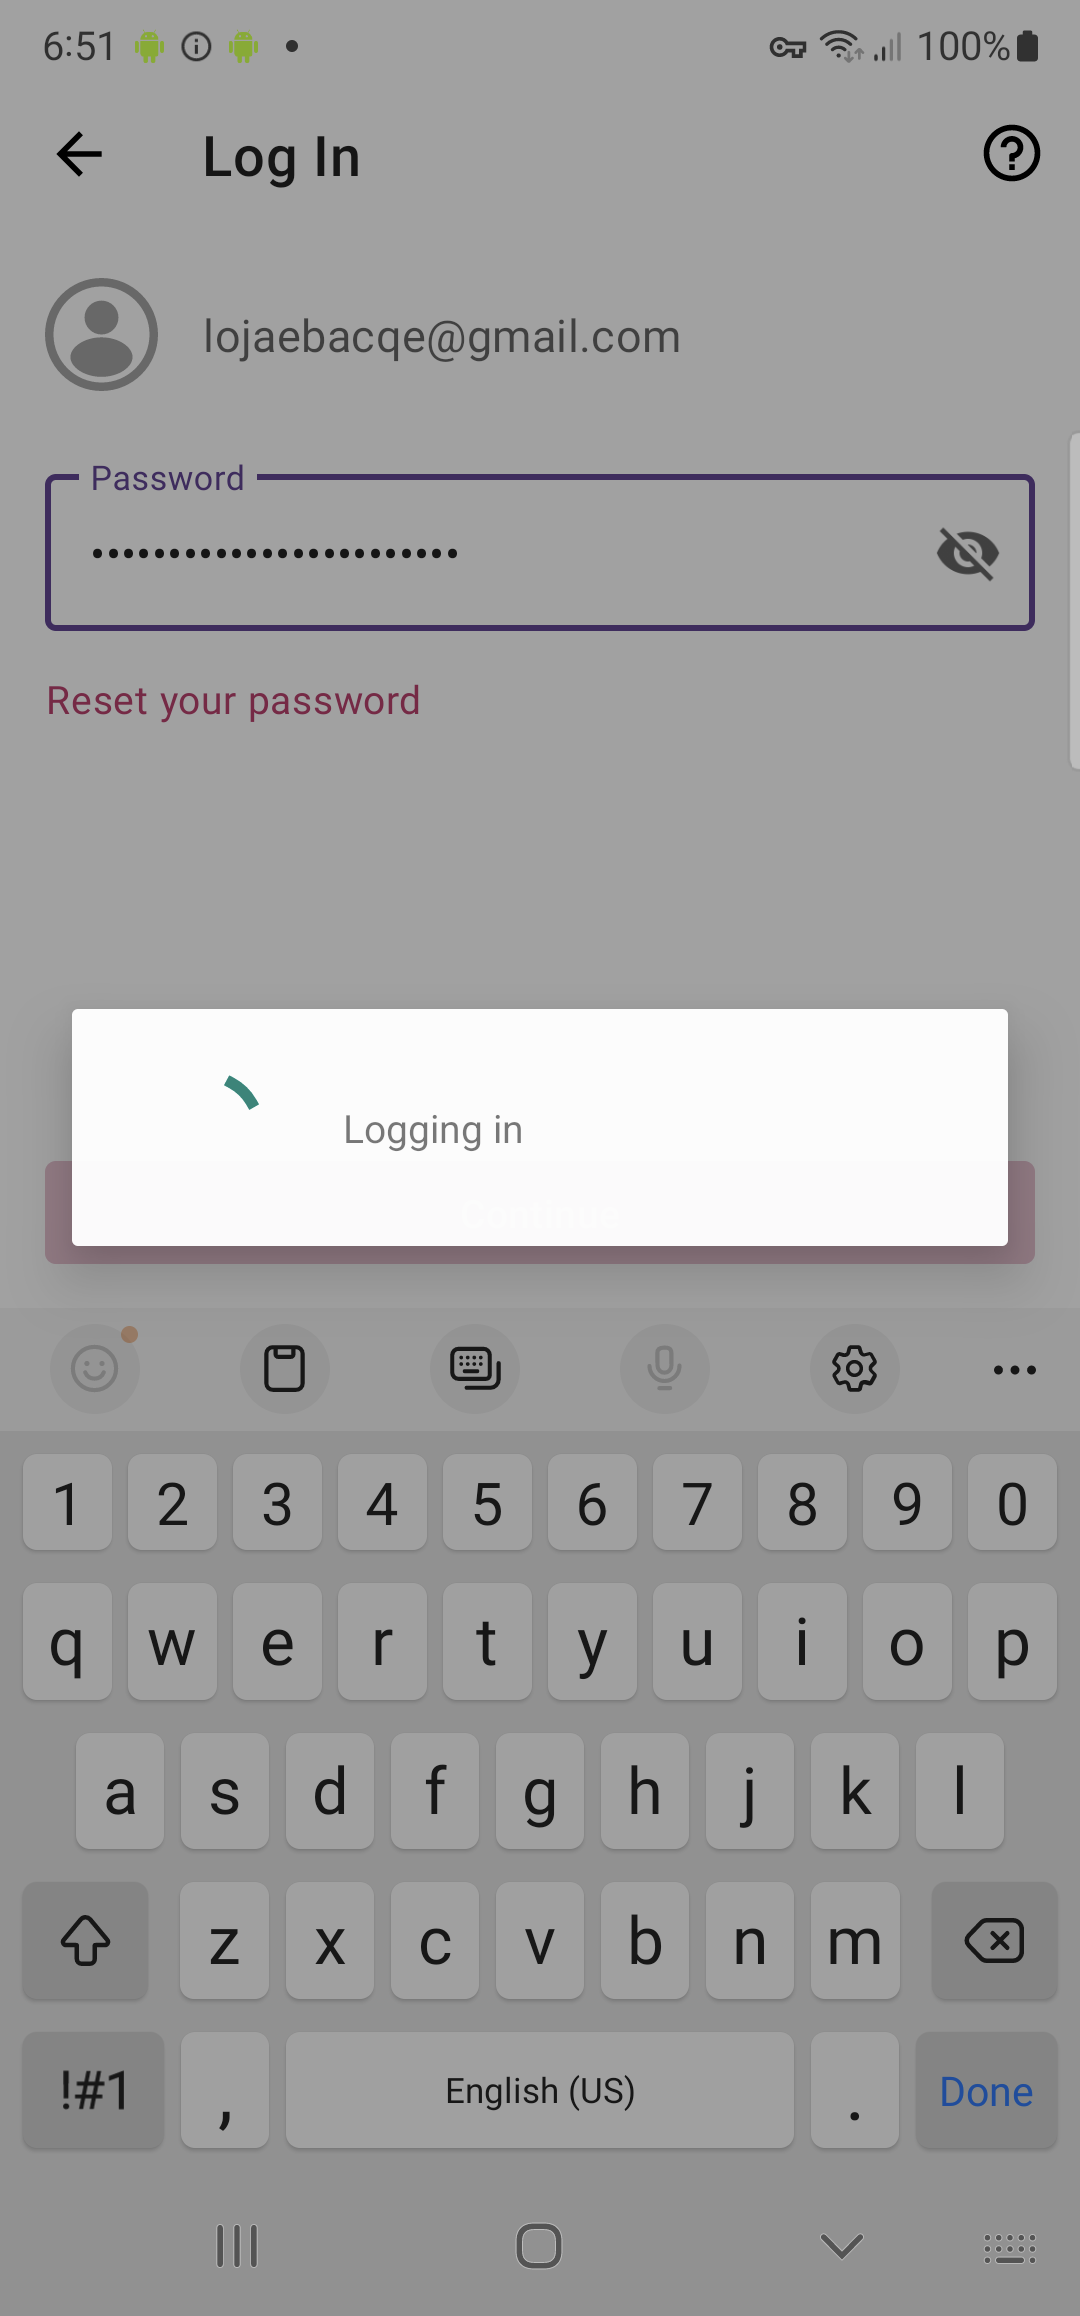 6:51
100%
Log In
lojaebacqe@gmail.com
Password
••••••••••••••••••••••••
Reset your password
Logging in
Continue
1 2 3 4 5 6 7 8 9 0
q w e r t y u i o p
a s d f g h j k l
z x c v b n m
!#1 , English (US) . Done